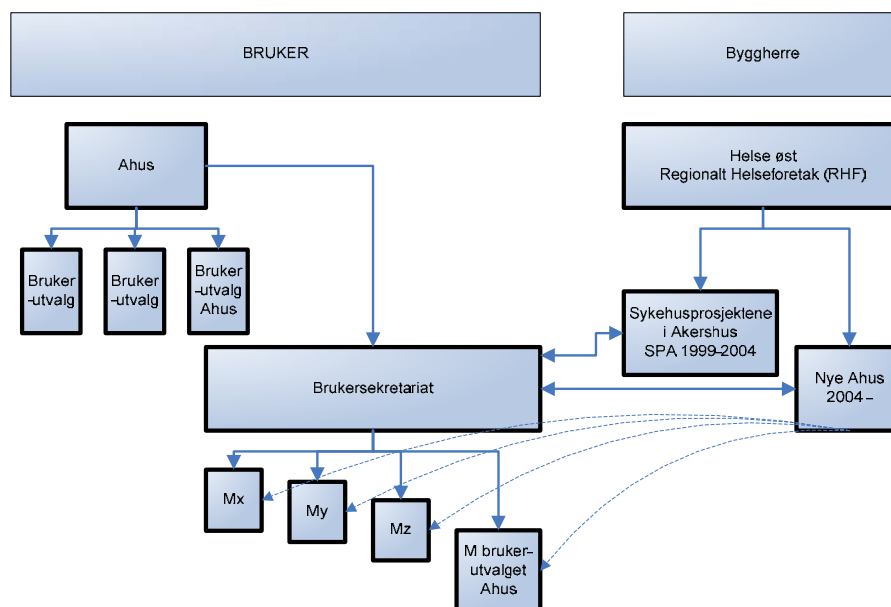 BRUKER
Byggherre
Ahus
Helse øst
Regionalt Helseforetak (RHF)
Bruker
-utvalg
Bruker
-utvalg
Bruker
-utvalg
Ahus
Sykehusprosjektene
i Akershus
SPA 1999-2004
Brukersekretariat
Nye Ahus
2004-
Mx
My
Mz
M bruker-
utvalget
Ahus